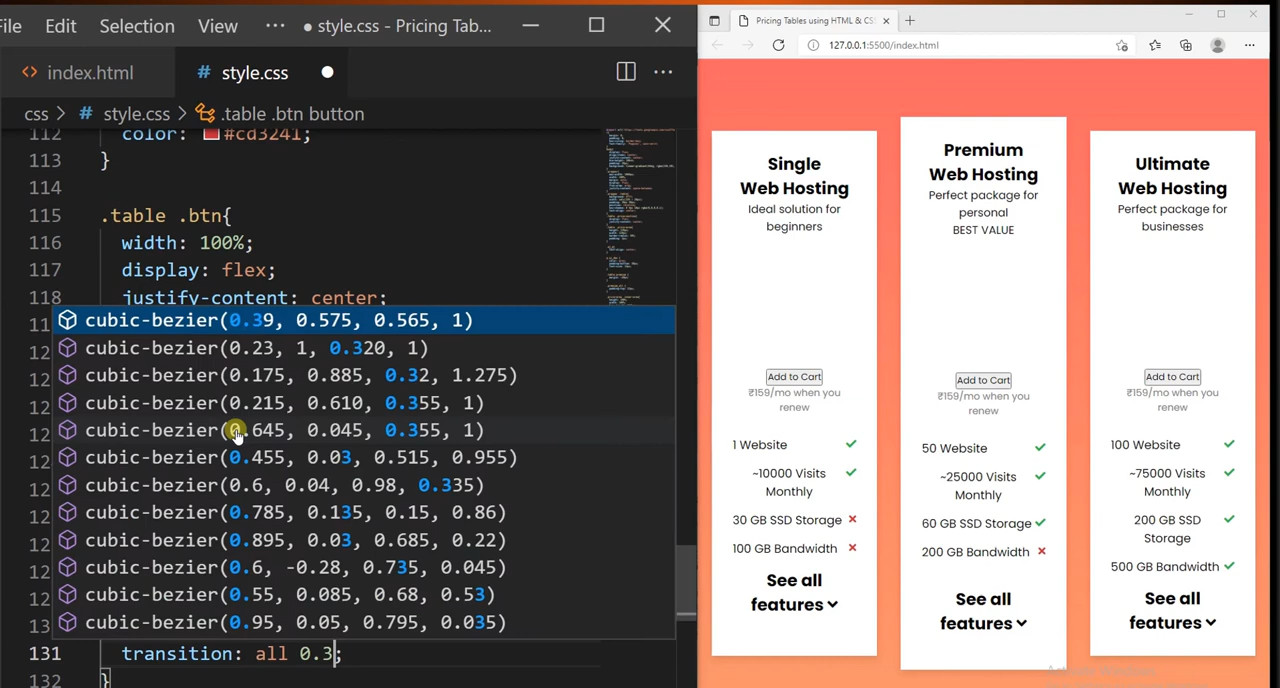 File Edit Selection View ··· ● style.css - Pricing Tab...
index.html # style.css
css > # style.css > .table .btn button
112 color: #cd3241;
113 }
114
115 .table .btn{
116 width: 100%;
117 display: flex;
118 justify-content: center;
cubic-bezier(0.39, 0.575, 0.565, 1)
cubic-bezier(0.23, 1, 0.320, 1)
cubic-bezier(0.175, 0.885, 0.32, 1.275)
cubic-bezier(0.215, 0.610, 0.355, 1)
cubic-bezier(0.645, 0.045, 0.355, 1)
cubic-bezier(0.455, 0.03, 0.515, 0.955)
cubic-bezier(0.6, 0.04, 0.98, 0.335)
cubic-bezier(0.785, 0.135, 0.15, 0.86)
cubic-bezier(0.895, 0.03, 0.685, 0.22)
cubic-bezier(0.6, -0.28, 0.735, 0.045)
cubic-bezier(0.55, 0.085, 0.68, 0.53)
cubic-bezier(0.95, 0.05, 0.795, 0.035)
131 transition: all 0.3;
132 }
Pricing Tables using HTML & CS
127.0.0.1:5500/index.html
Single
Web Hosting
Ideal solution for
beginners
Add to Cart
₹159/mo when you
renew
1 Website
~10000 Visits
Monthly
30 GB SSD Storage
100 GB Bandwidth
See all
features
Premium
Web Hosting
Perfect package for
personal
BEST VALUE
Add to Cart
₹159/mo when you
renew
50 Website
~25000 Visits
Monthly
60 GB SSD Storage
200 GB Bandwidth
See all
features
Ultimate
Web Hosting
Perfect package for
businesses
Add to Cart
₹159/mo when you
renew
100 Website
~75000 Visits
Monthly
200 GB SSD
Storage
500 GB Bandwidth
See all
features